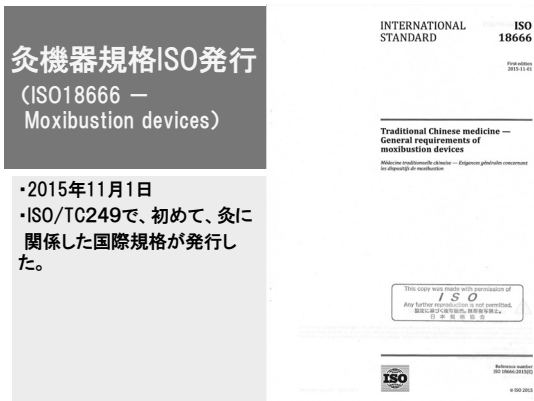 灸機器規格ISO発行
（ISO18666 －
Moxibustion devices）
・2015年11月1日
・ISO/TC249で、初めて、灸に
関係した国際規格が発行し
た。
INTERNATIONAL
STANDARD
ISO
18666
First edition
2015-11-01
Traditional Chinese medicine —
General requirements of
moxibustion devices
Médecine traditionnelle chinoise — Exigences générales concernant
les dispositifs de moxibustion
This copy was made with permission of
ISO
Any further reproduction is not permitted.
日本規格協会
ISO
Reference number
ISO 18666:2015(E)
© ISO 2015